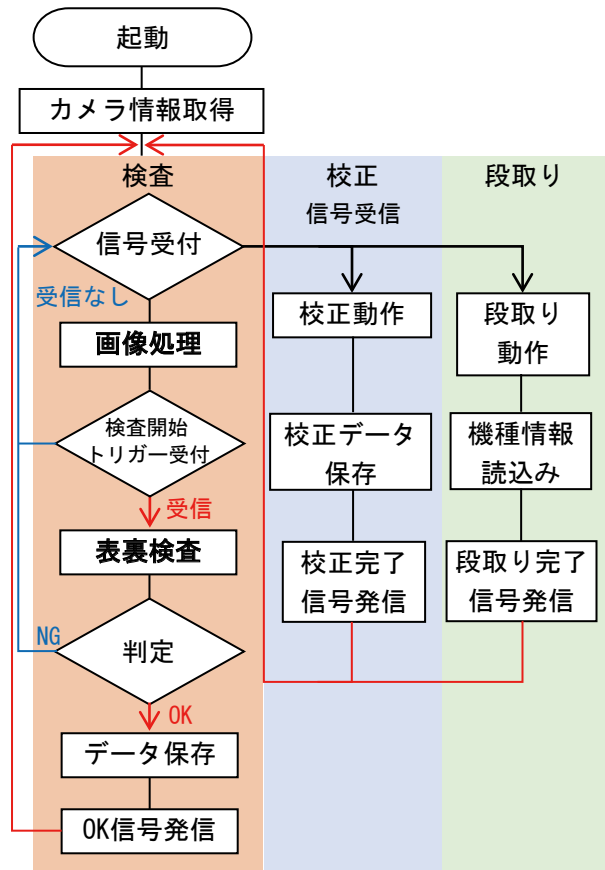 起動
カメラ情報取得
検査
校正
段取り
信号受信
信号受付
受信なし
画像処理
検査開始
トリガー受付
受信
表裏検査
NG
判定
OK
データ保存
OK信号発信
校正動作
校正データ
保存
校正完了
信号発信
段取り
動作
機種情報
読込み
段取り完了
信号発信